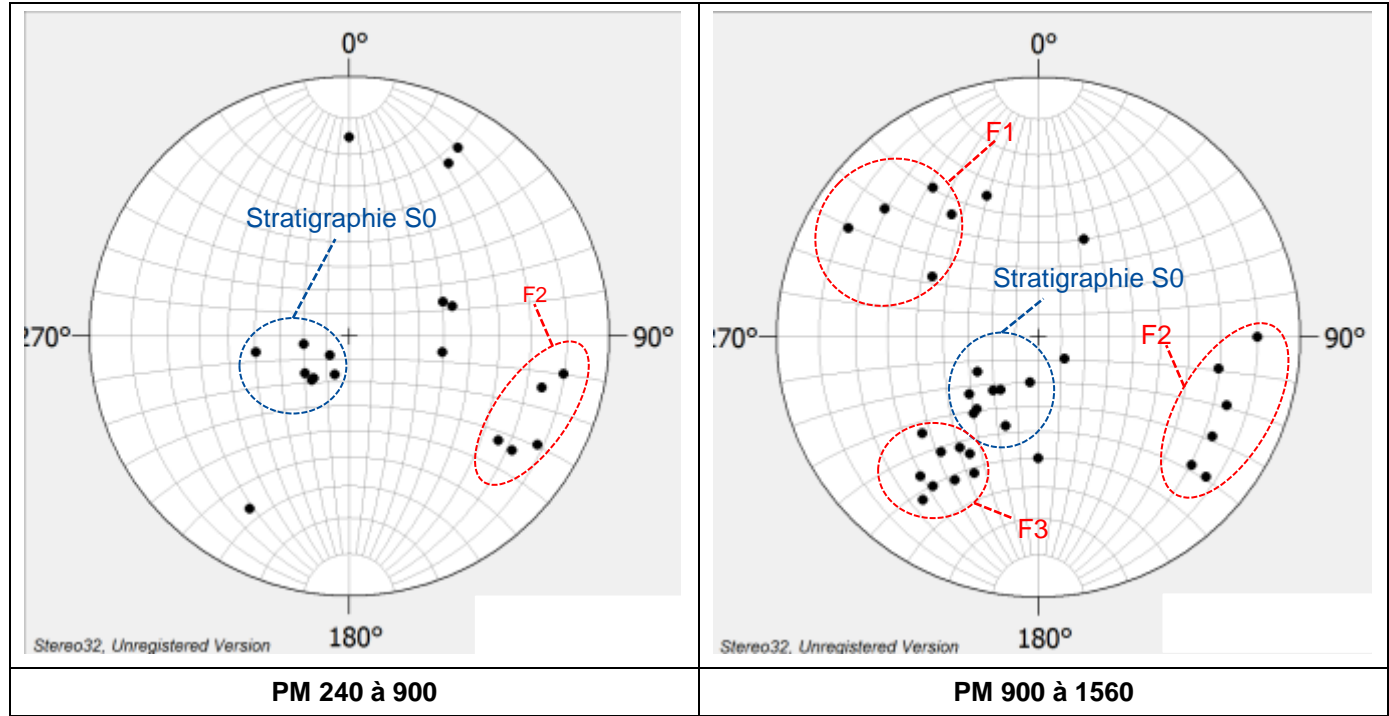 0°
Stratigraphie S0
F2
270°
90°
180°
Stereo32, Unregistered Version
PM 240 à 900
0°
F1
Stratigraphie S0
F2
270°
90°
F3
180°
Stereo32, Unregistered Version
PM 900 à 1560